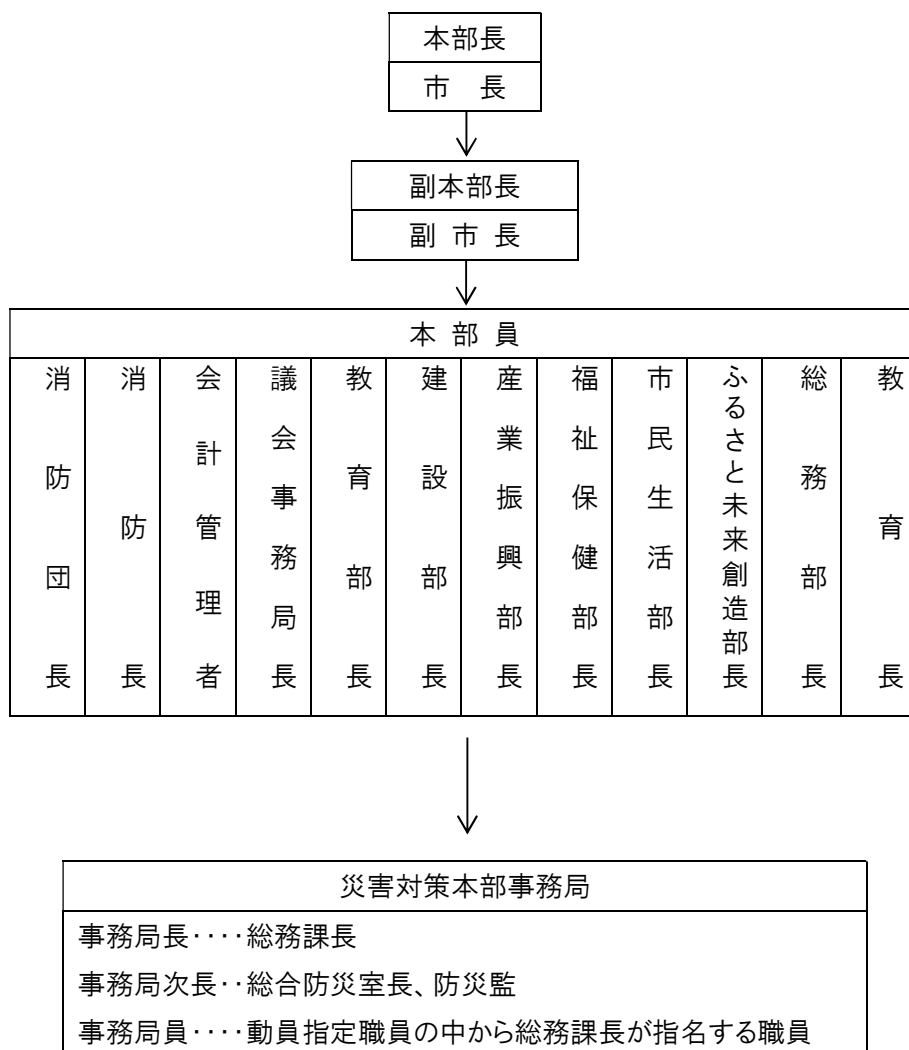 本部長
市　長
副本部長
副 市 長
本 部 員
教育長
総務部長
ふるさと未来創造部長
市民生活部長
福祉保健部長
産業振興部長
建設部長
教育部長
議会事務局長
会計管理者
消防長
消防団長
災害対策本部事務局
事務局長‥‥総務課長
事務局次長‥総合防災室長、防災監
事務局員‥‥動員指定職員の中から総務課長が指名する職員